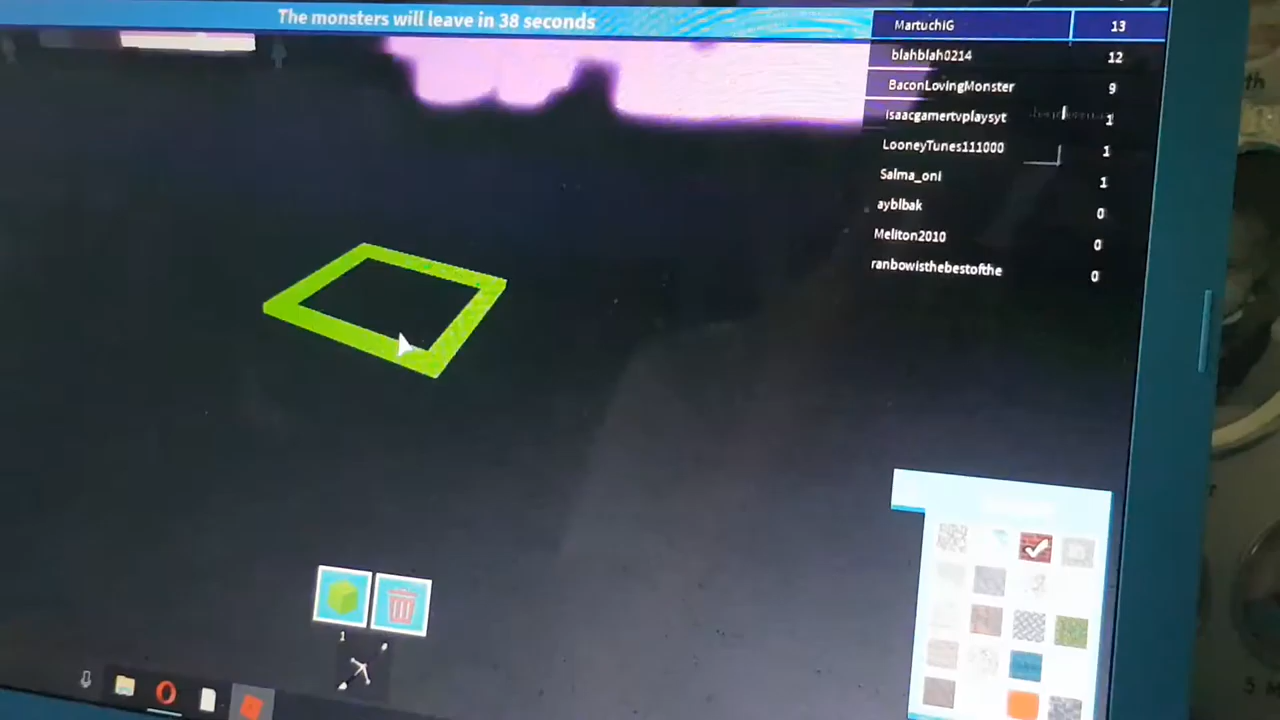 The monsters will leave in 38 seconds
MartuchiG 13
blahblah0214 12
BaconLovingMonster 9
isaacgamertvplaysyt 1
LooneyTunes111000 1
Salma_oni 1
ayblbak 0
Meliton2010 0
ranbowisthebestofthe 0
1